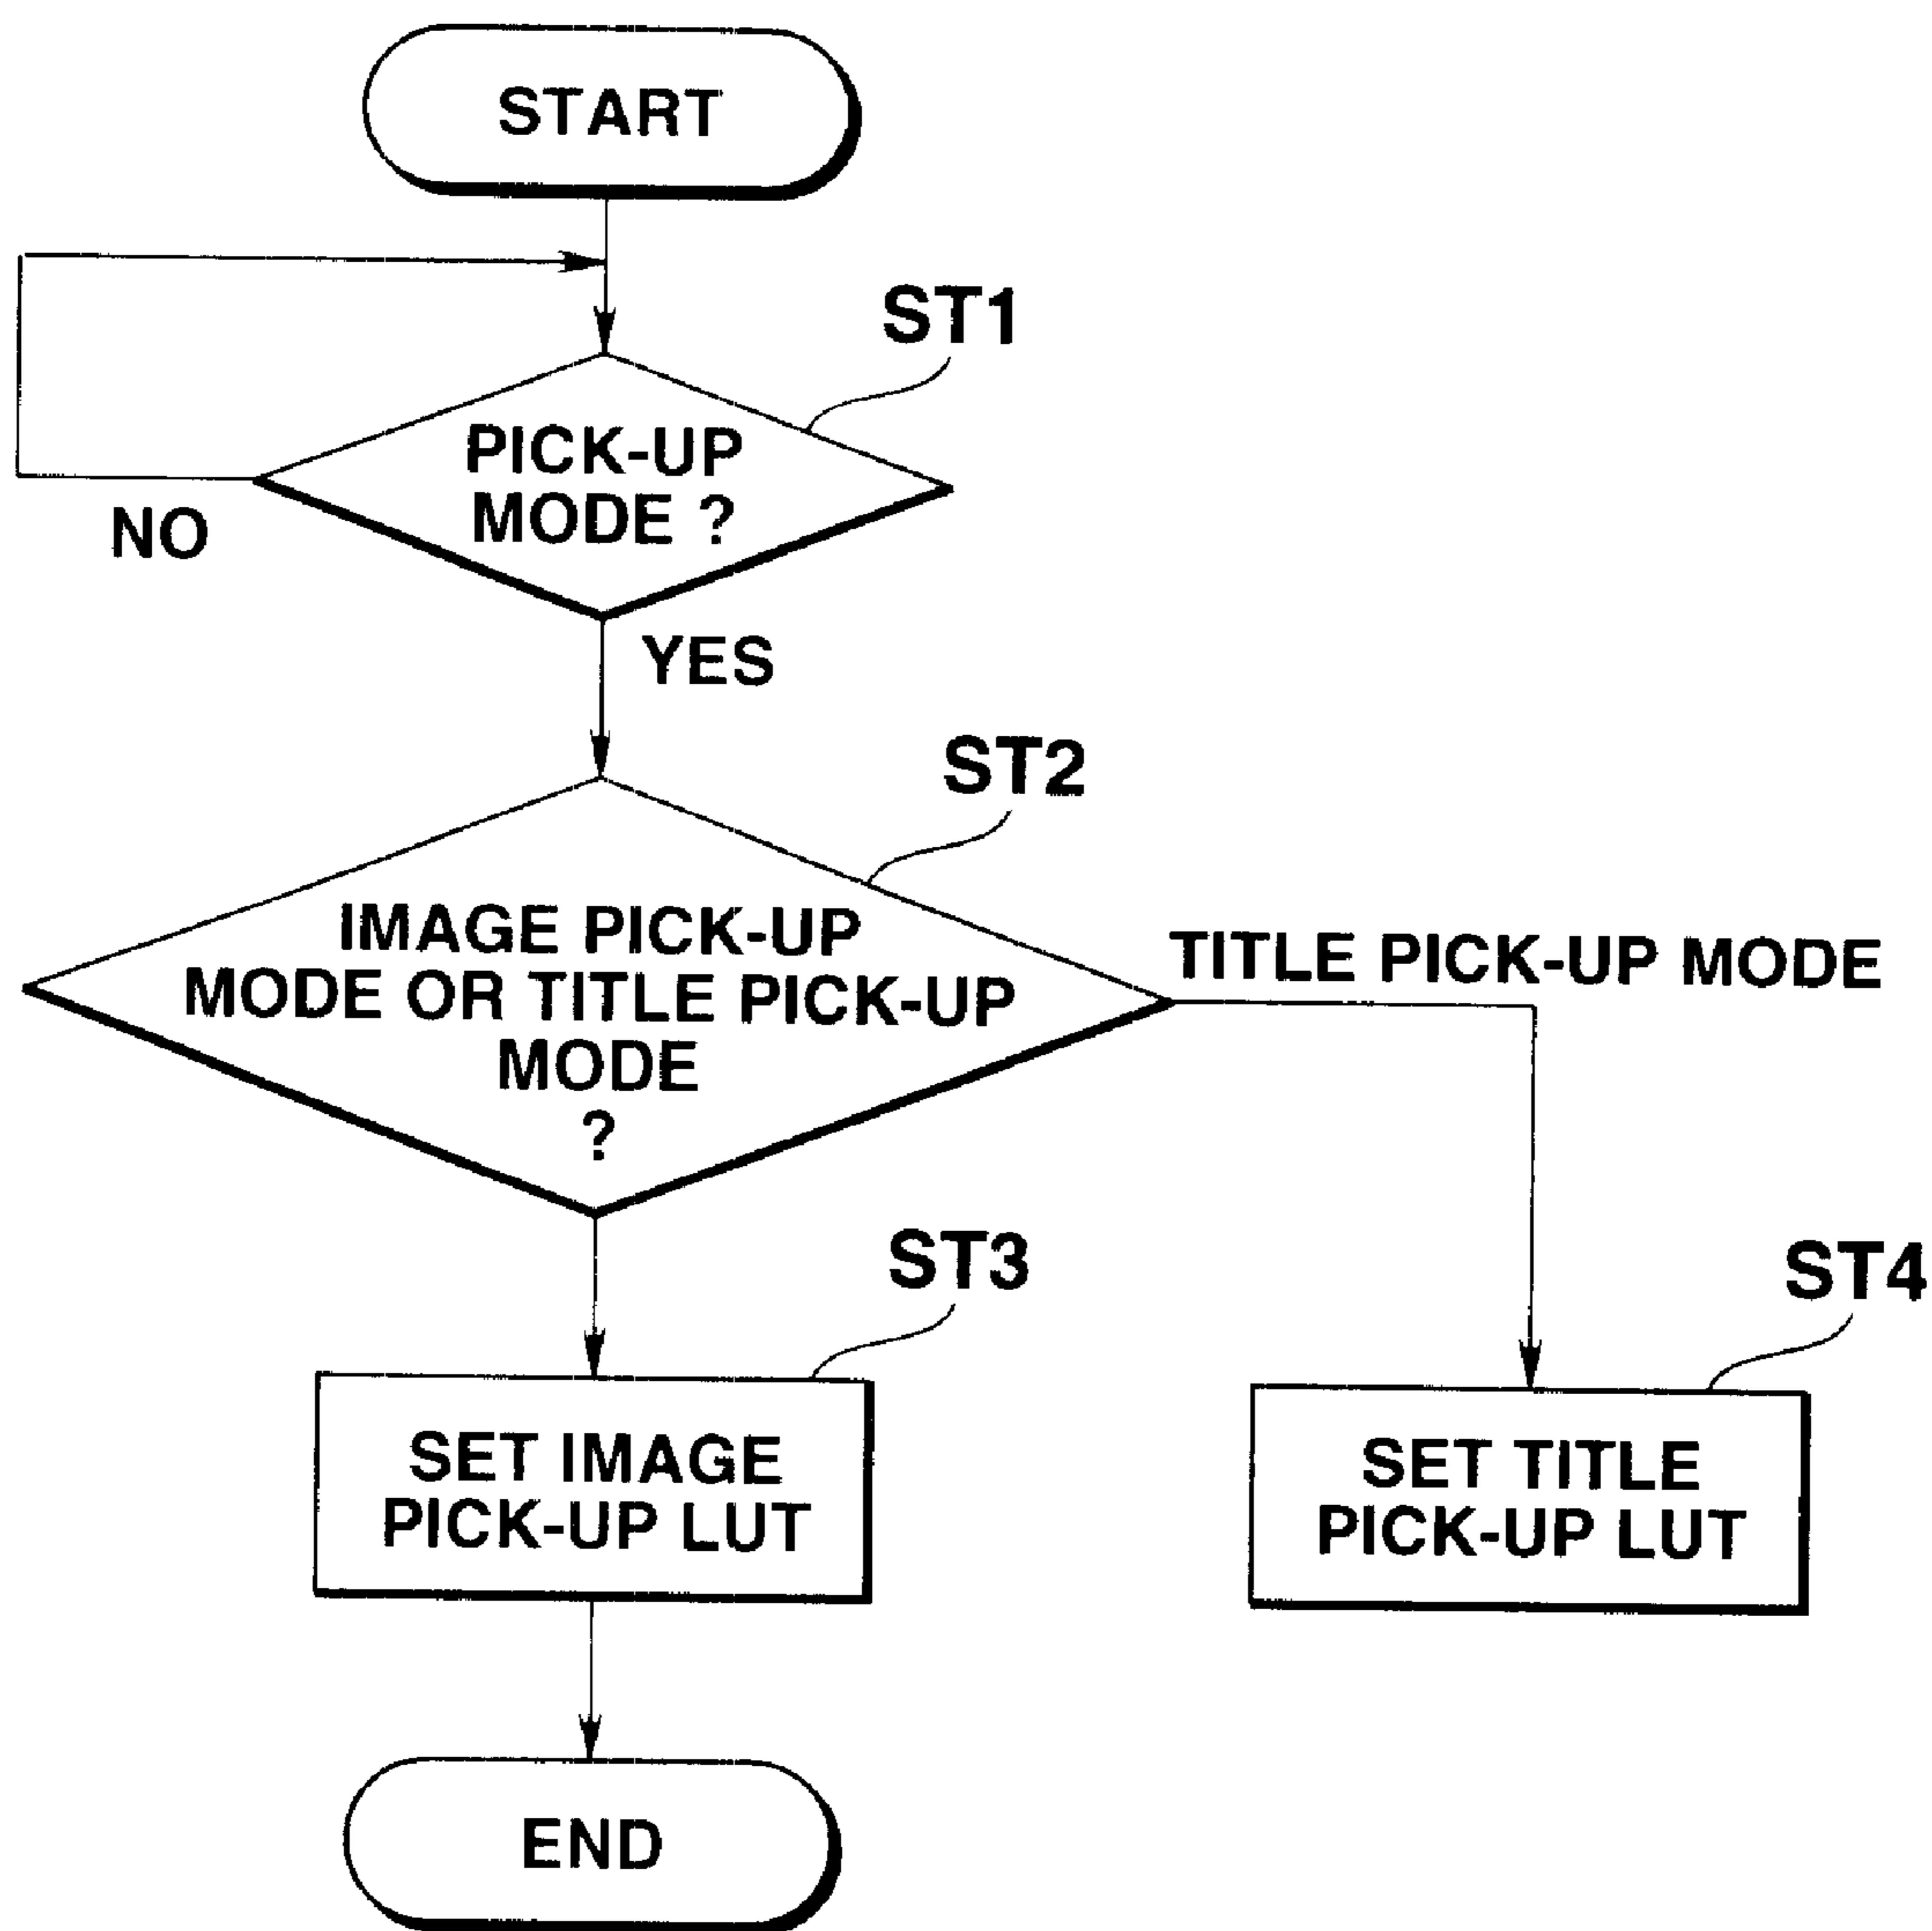 START
ST1
PICK-UP
MODE ?
NO
YES
ST2
IMAGE PICK-UP
MODE OR TITLE PICK-UP
MODE
?
TITLE PICK-UP MODE
ST3
ST4
SET IMAGE
PICK-UP LUT
SET TITLE
PICK-UP LUT
END